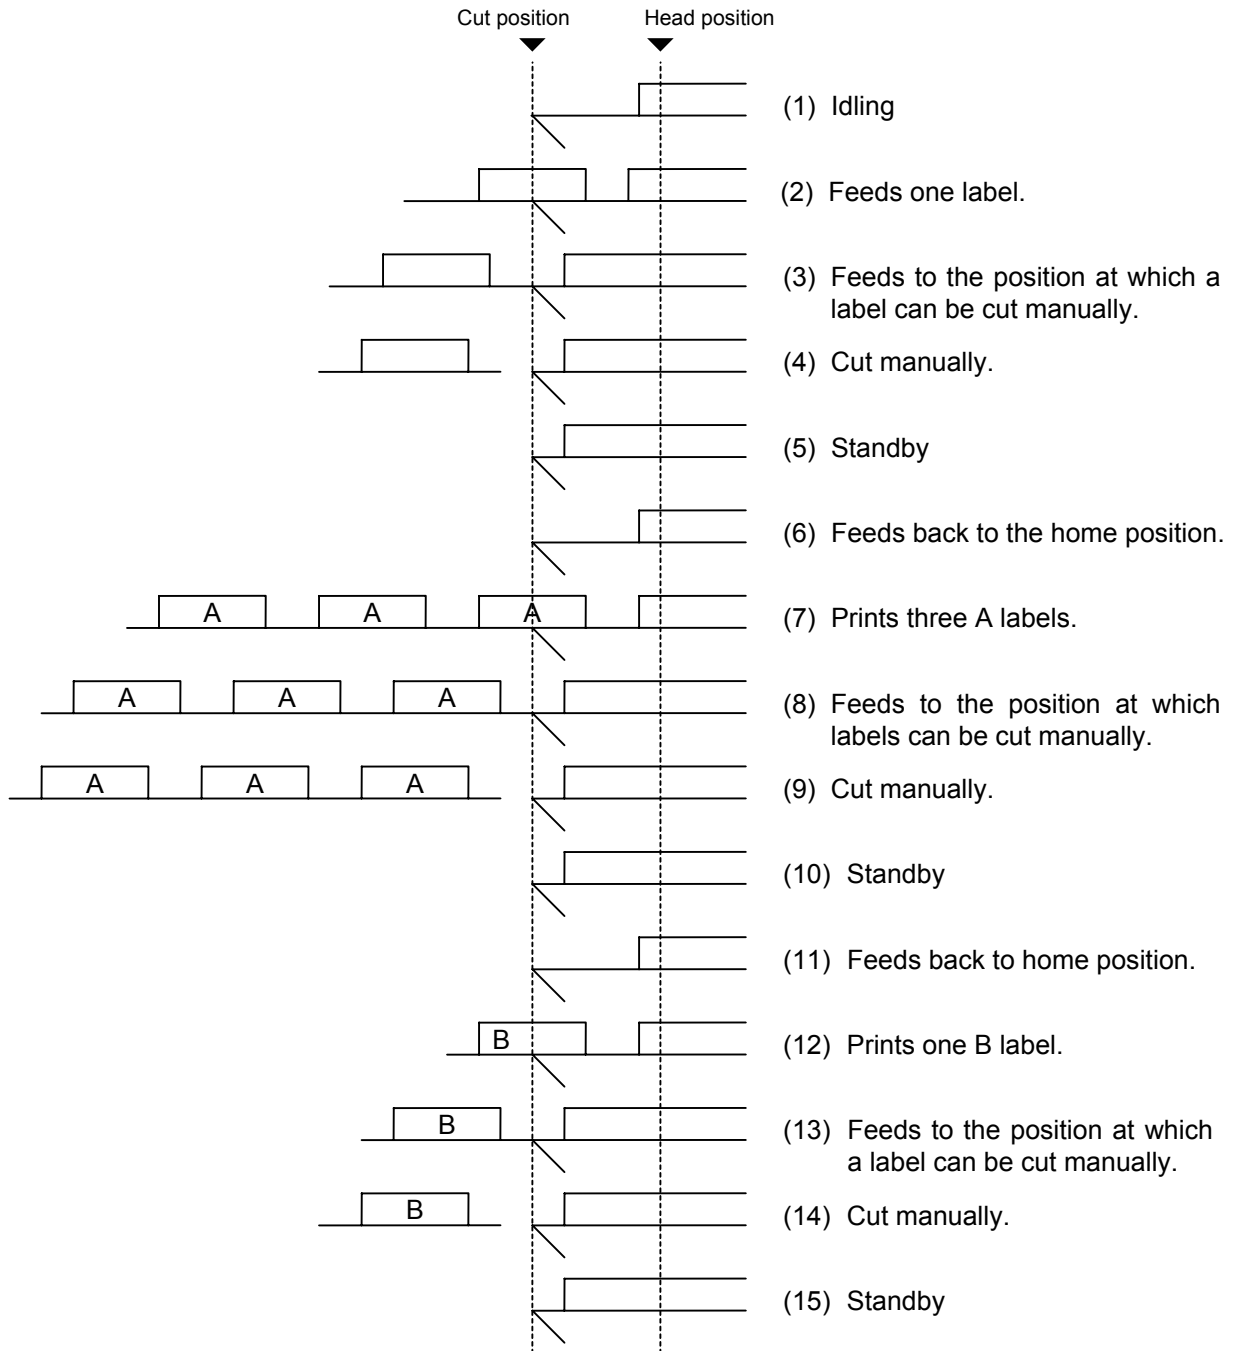 Cut position Head position
(1) Idling
(2) Feeds one label.
(3) Feeds to the position at which a
label can be cut manually.
(4) Cut manually.
(5) Standby
(6) Feeds back to the home position.
A A A (7) Prints three A labels.
A A A (8) Feeds to the position at which
labels can be cut manually.
A A A (9) Cut manually.
(10) Standby
(11) Feeds back to home position.
B (12) Prints one B label.
B (13) Feeds to the position at which
a label can be cut manually.
B (14) Cut manually.
(15) Standby